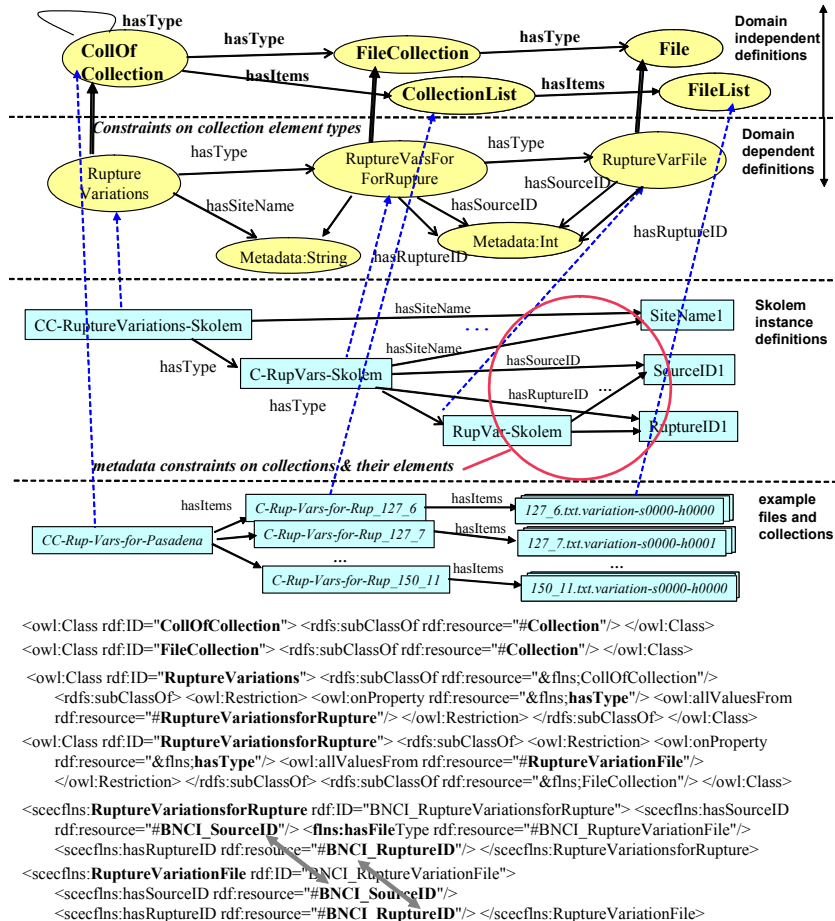 hasType
CollOf
Collection
hasType
FileCollection
hasType
File
Domain
independent
definitions
hasItems
CollectionList
hasItems
FileList
Constraints on collection element types
Domain
dependent
definitions
Rupture
Variations
hasType
RuptureVarsFor
ForRupture
hasType
RuptureVarFile
hasSiteName
hasSourceID
hasSourceID
Metadata:String
hasRuptureID
Metadata:Int
hasRuptureID
CC-RuptureVariations-Skolem
hasSiteName
...
SiteName1
Skolem
instance
definitions
hasSiteName
hasType
C-RupVars-Skolem
hasSourceID
SourceID1
...
hasRuptureID
hasType
RupVar-Skolem
RuptureID1
metadata constraints on collections & their elements
hasItems
C-Rup-Vars-for-Rup_127_6
hasItems
127_6.txt.variation-s0000-h0000
example
files and
collections
CC-Rup-Vars-for-Pasadena
C-Rup-Vars-for-Rup_127_7
hasItems
127_7.txt.variation-s0000-h0001
...
...
hasItems
C-Rup-Vars-for-Rup_150_11
hasItems
150_11.txt.variation-s0000-h0000
<owl:Class rdf:ID="CollOfCollection"> <rdfs:subClassOf rdf:resource="#Collection"/> </owl:Class>
<owl:Class rdf:ID="FileCollection"> <rdfs:subClassOf rdf:resource="#Collection"/> </owl:Class>
<owl:Class rdf:ID="RuptureVariations"> <rdfs:subClassOf rdf:resource="&flns;CollOfCollection"/>
<rdfs:subClassOf> <owl:Restriction> <owl:onProperty rdf:resource="&flns;hasType"/> <owl:allValuesFrom
rdf:resource="#RuptureVariationsforRupture"/> </owl:Restriction> </rdfs:subClassOf> </owl:Class>
<owl:Class rdf:ID="RuptureVariationsforRupture"> <rdfs:subClassOf> <owl:Restriction> <owl:onProperty
rdf:resource="&flns;hasType"/> <owl:allValuesFrom rdf:resource="#RuptureVariationFile"/>
</owl:Restriction> </rdfs:subClassOf> <rdfs:subClassOf rdf:resource="&flns;FileCollection"/> </owl:Class>
<scecflns:RuptureVariationsforRupture rdf:ID="BNCI_RuptureVariationsforRupture"> <scecflns:hasSourceID
rdf:resource="#BNCI_SourceID"/> <flns:hasFileType rdf:resource="#BNCI_RuptureVariationFile"/>
<scecflns:hasRuptureID rdf:resource="#BNCI_RuptureID"/> </scecflns:RuptureVariationsforRupture>
<scecflns:RuptureVariationFile rdf:ID="BNCI_RuptureVariationFile">
<scecflns:hasSourceID rdf:resource="#BNCI_SourceID"/>
<scecflns:hasRuptureID rdf:resource="#BNCI_RuptureID"/> </scecflns:RuptureVariationFile>